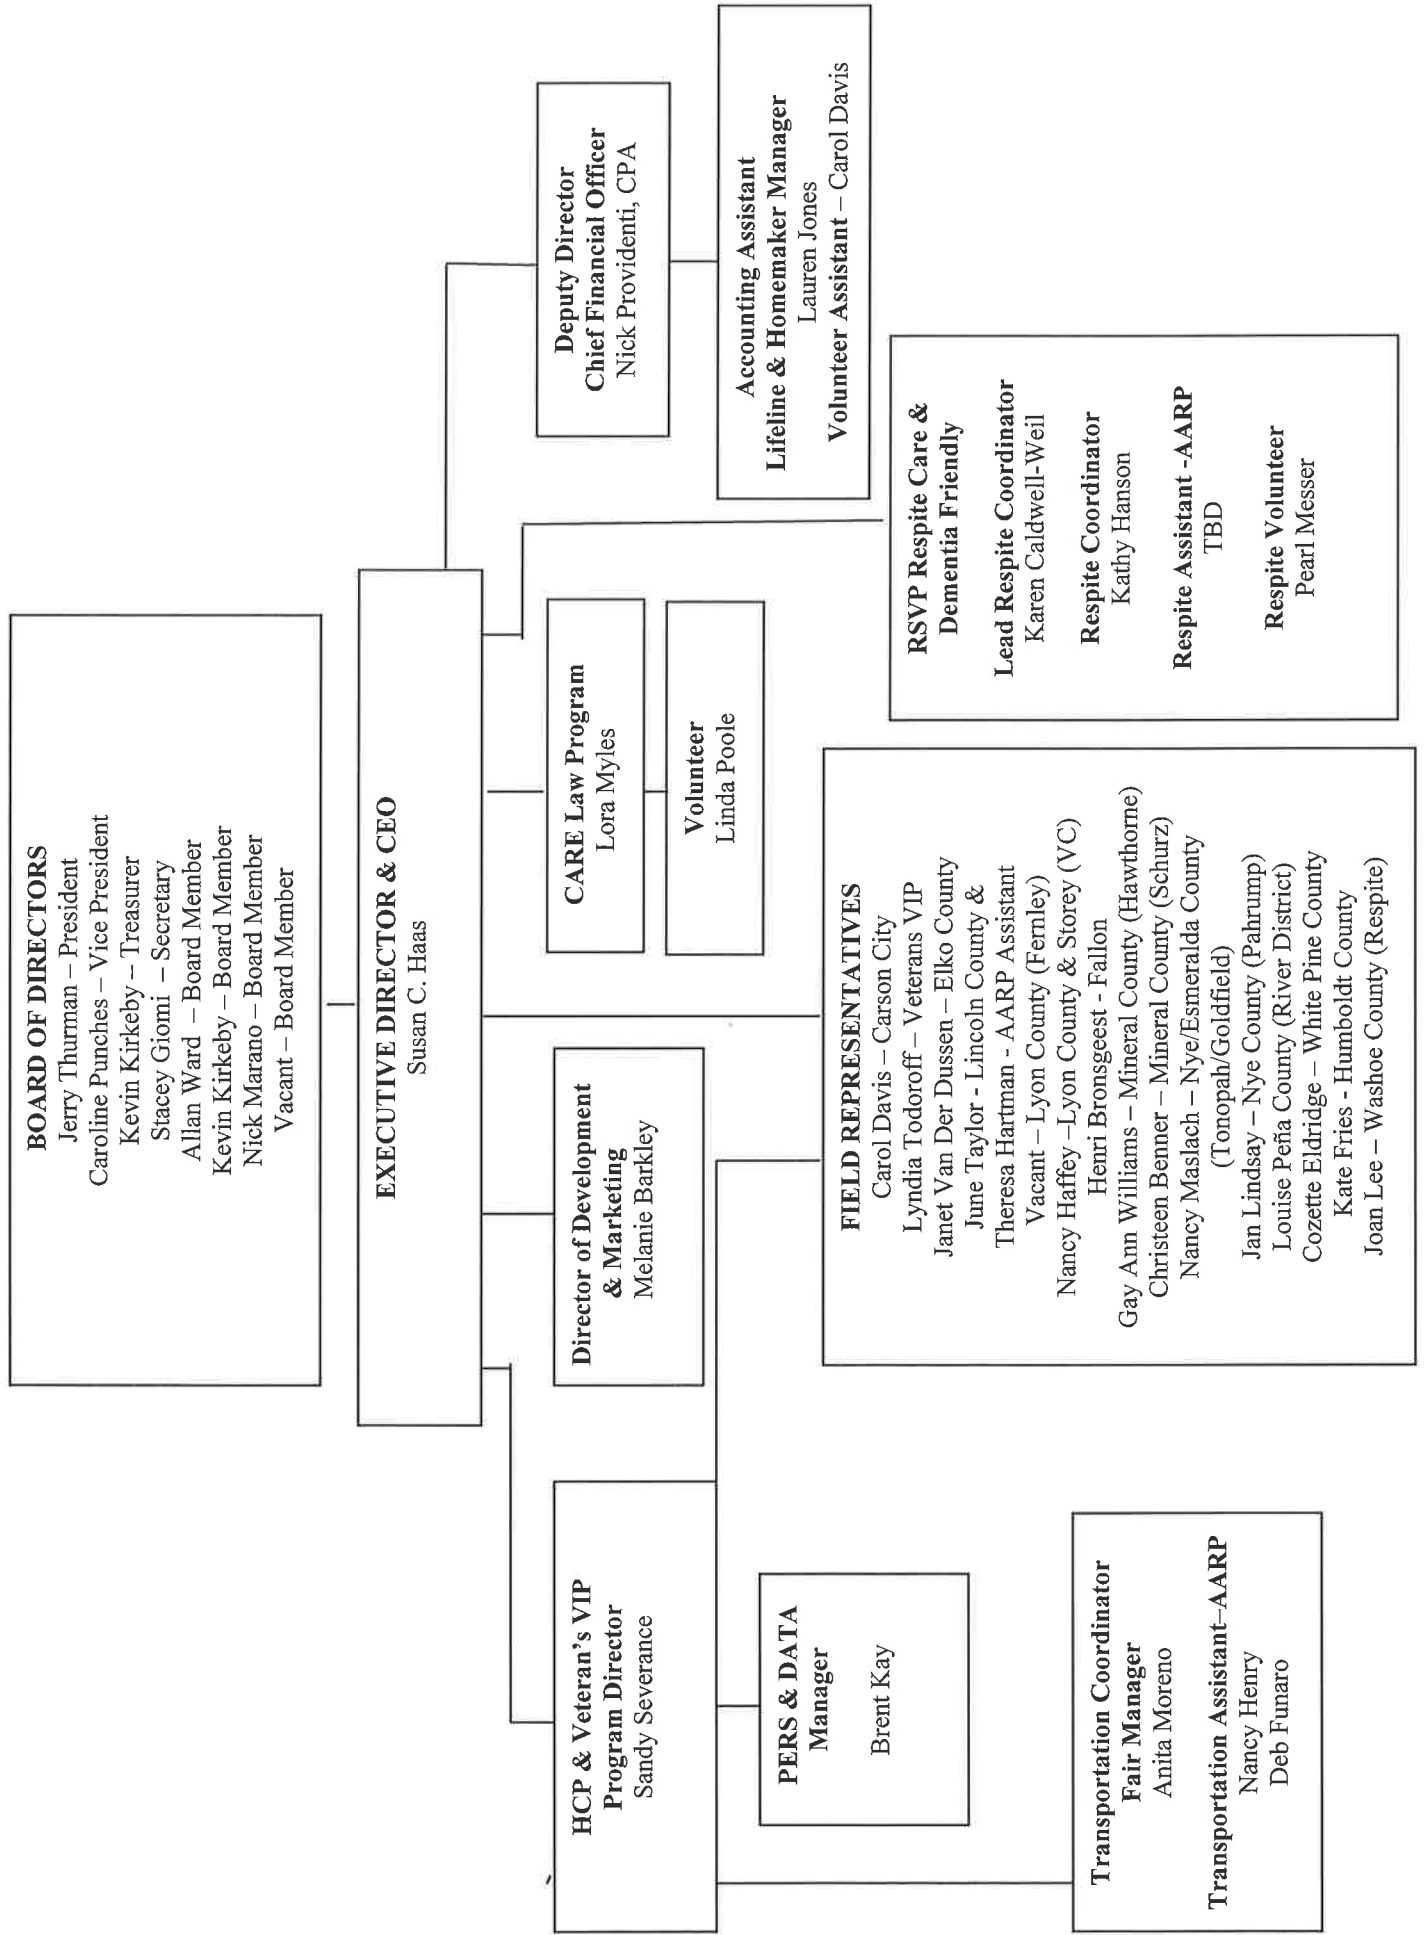 BOARD OF DIRECTORS
Jerry Thurman – President
Caroline Punches – Vice President
Kevin Kirkeby -- Treasurer
Stacey Giomi – Secretary
Allan Ward – Board Member
Kevin Kirkeby – Board Member
Nick Marano – Board Member
Vacant – Board Member
EXECUTIVE DIRECTOR & CEO
Susan C. Haas
HCP & Veteran's VIP
Program Director
Sandy Severance
Director of Development
& Marketing
Melanie Barkley
CARE Law Program
Lora Myles
Volunteer
Linda Poole
Deputy Director
Chief Financial Officer
Nick Providenti, CPA
Accounting Assistant
Lifeline & Homemaker Manager
Lauren Jones
Volunteer Assistant – Carol Davis
PERS & DATA
Manager
Brent Kay
Transportation Coordinator
Fair Manager
Anita Moreno
Transportation Assistant–AARP
Nancy Henry
Deb Funaro
FIELD REPRESENTATIVES
Carol Davis – Carson City
Lyndia Todoroff – Veterans VIP
Janet Van Der Dussen – Elko County
June Taylor - Lincoln County &
Theresa Hartman - AARP Assistant
Vacant – Lyon County (Fernley)
Nancy Haffey –Lyon County & Storey (VC)
Henri Bronsgeest - Fallon
Gay Ann Williams – Mineral County (Hawthorne)
Christeen Benner – Mineral County (Schurz)
Nancy Maslach – Nye/Esmeralda County
(Tonopah/Goldfield)
Jan Lindsay – Nye County (Pahrump)
Louise Peña County (River District)
Cozette Eldridge – White Pine County
Kate Fries - Humboldt County
Joan Lee – Washoe County (Respite)
RSVP Respite Care &
Dementia Friendly
Lead Respite Coordinator
Karen Caldwell-Weil
Respite Coordinator
Kathy Hanson
Respite Assistant -AARP
TBD
Respite Volunteer
Pearl Messer